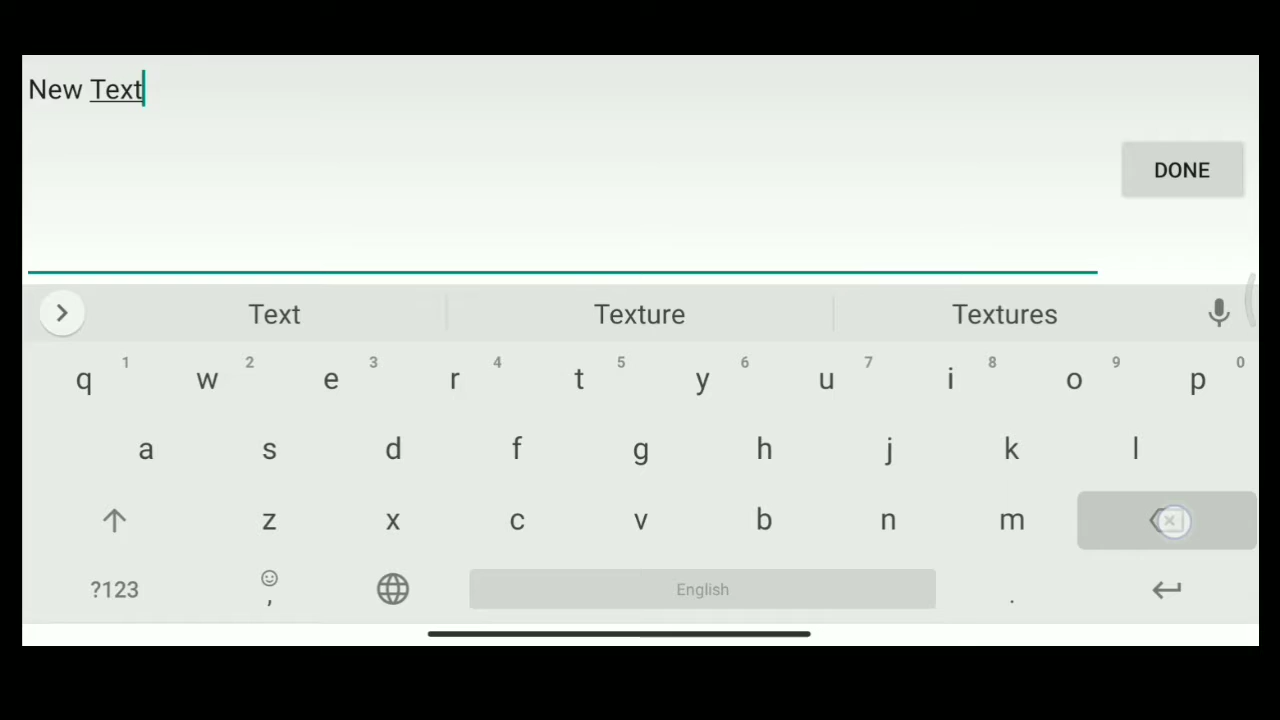 New Text
DONE
Text Texture Textures
q 1 w 2 e 3 r 4 t 5 y 6 u 7 i 8 o 9 p 0
a s d f g h j k l
z x c v b n m
?123 , English .